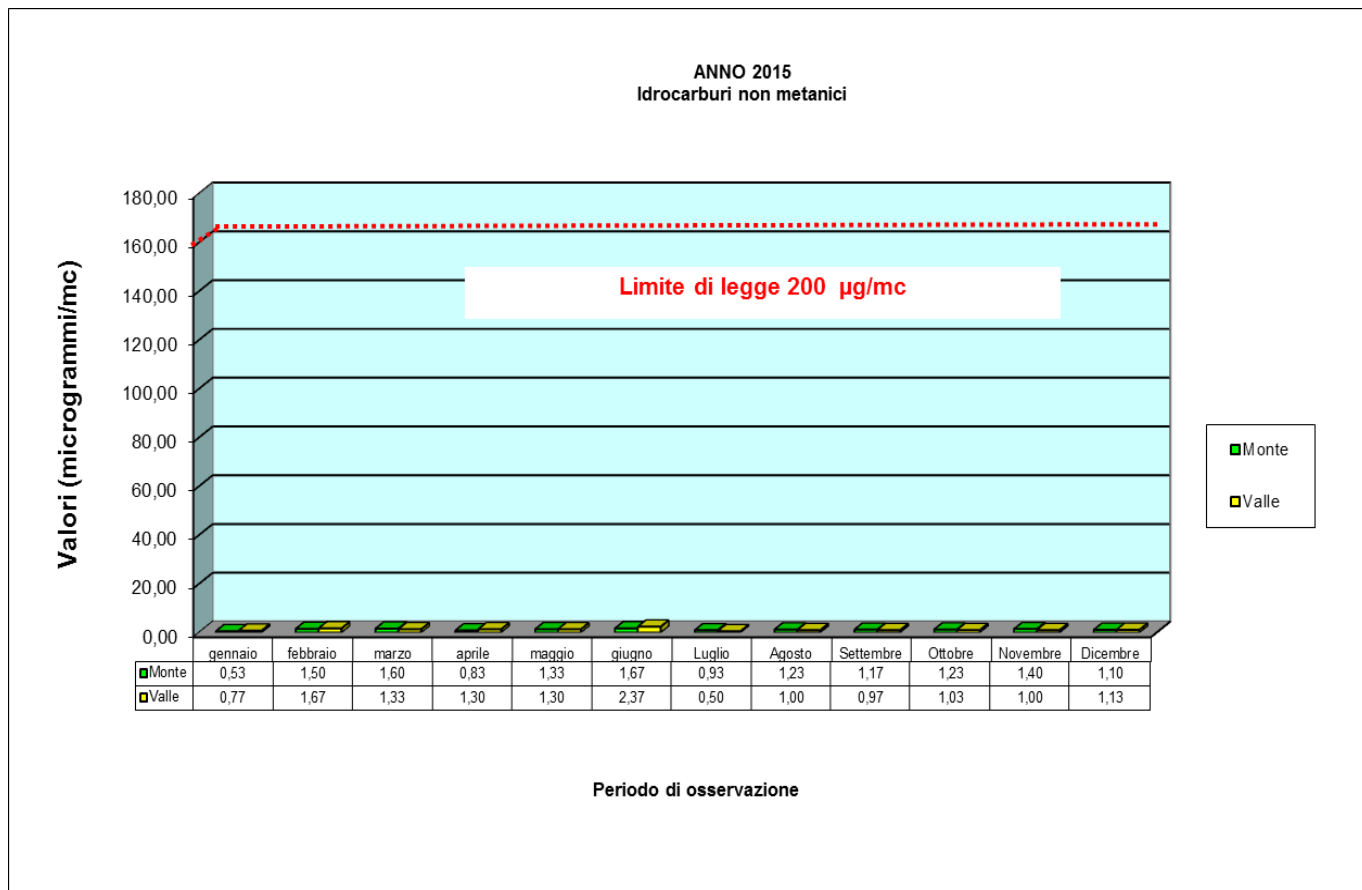 ANNO 2015
Idrocarburi non metanici
Valori (microgrammi/mc)
180,00
160,00
140,00
120,00
100,00
80,00
60,00
40,00
20,00
0,00
Limite di legge 200 µg/mc
Monte
Valle
gennaio febbraio marzo aprile maggio giugno Luglio Agosto Settembre Ottobre Novembre Dicembre
Monte 0,53 1,50 1,60 0,83 1,33 1,67 0,93 1,23 1,17 1,23 1,40 1,10
Valle 0,77 1,67 1,33 1,30 1,30 2,37 0,50 1,00 0,97 1,03 1,00 1,13
Periodo di osservazione